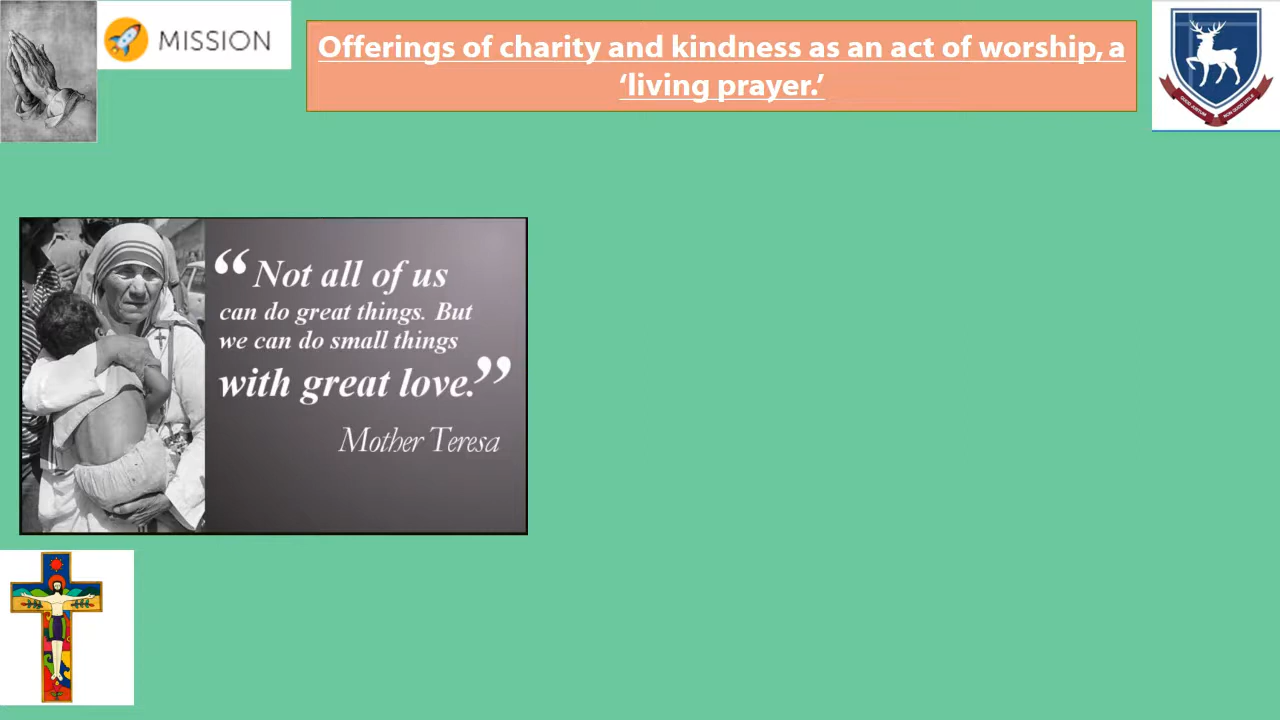 MISSION
Offerings of charity and kindness as an act of worship, a
‘living prayer.’
“Not all of us
can do great things. But
we can do small things
with great love.”
Mother Teresa